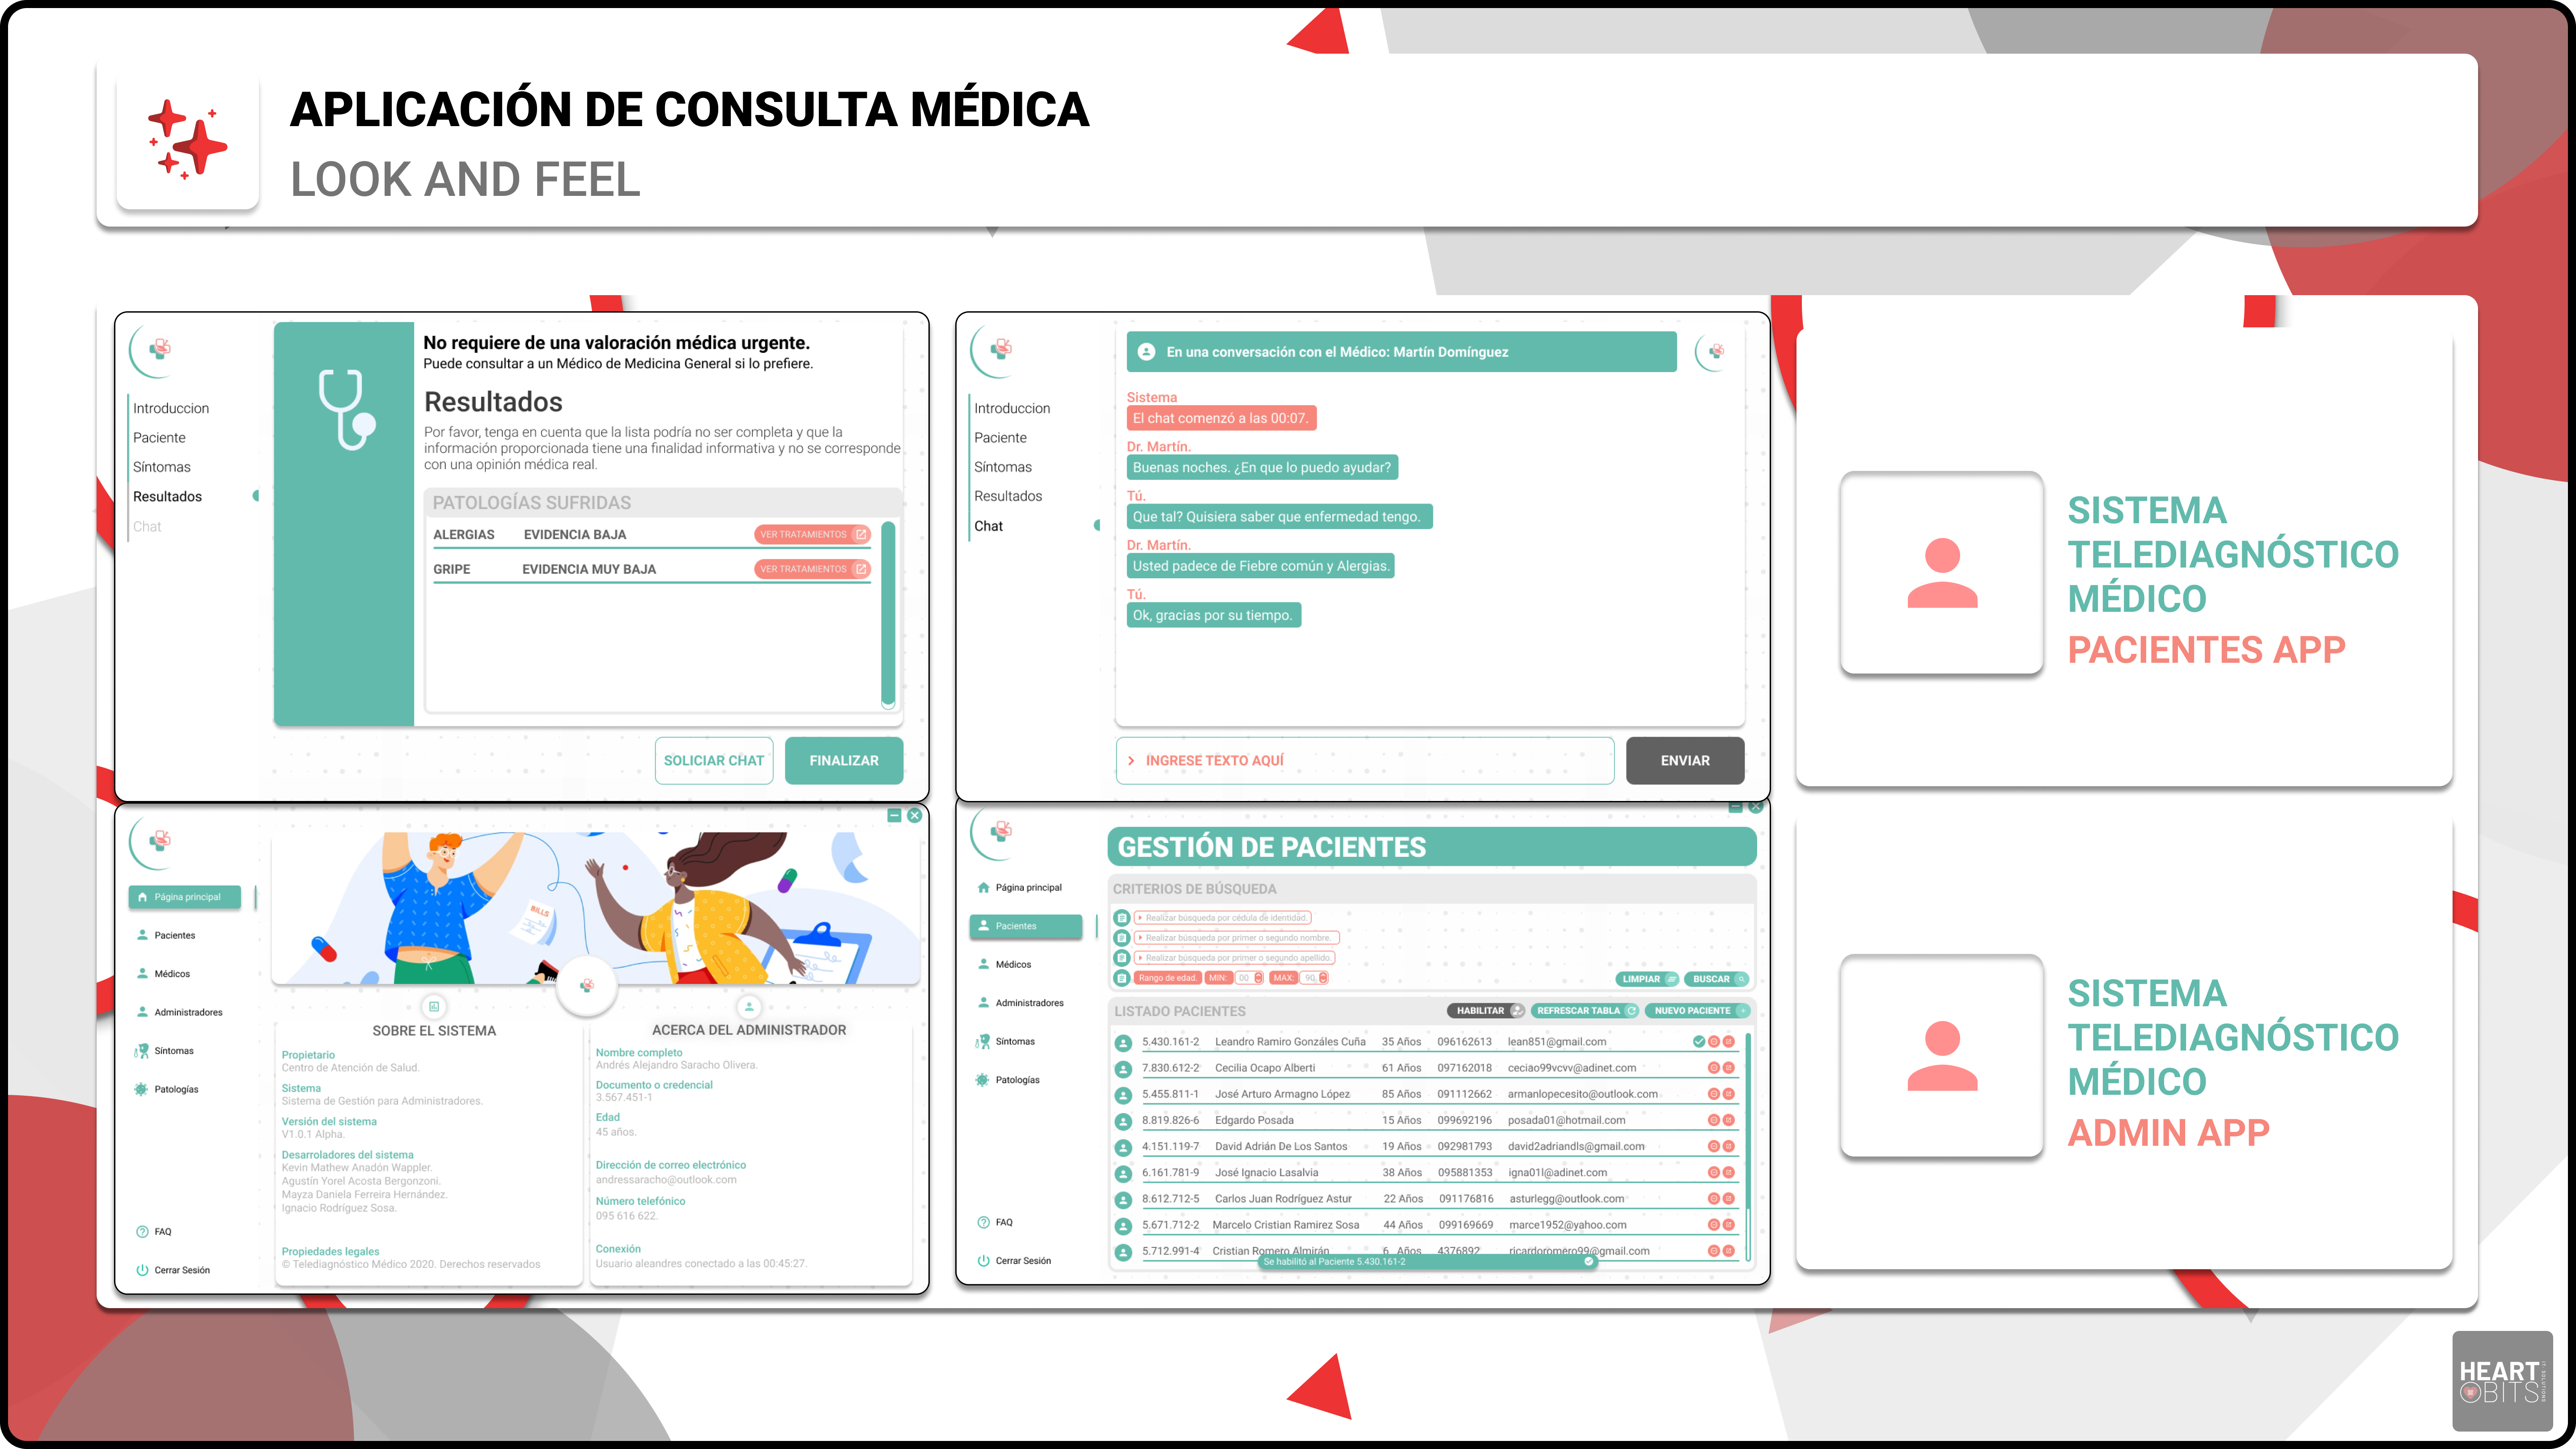 APLICACIÓN DE CONSULTA MÉDICA
LOOK AND FEEL
Introduccion
Paciente
Síntomas
Resultados
Chat
No requiere de una valoración médica urgente.
Puede consultar a un Médico de Medicina General si lo prefiere.
Resultados
Por favor, tenga en cuenta que la lista podría no ser completa y que la
información proporcionada tiene una finalidad informativa y no se corresponde
con una opinión médica real.
PATOLOGÍAS SUFRIDAS
ALERGIAS EVIDENCIA BAJA VER TRATAMIENTOS
GRIPE EVIDENCIA MUY BAJA VER TRATAMIENTOS
SOLICIAR CHAT FINALIZAR
Introduccion
Paciente
Síntomas
Resultados
Chat
En una conversación con el Médico: Martín Domínguez
Sistema
El chat comenzó a las 00:07.
Dr. Martín.
Buenas noches. ¿En que lo puedo ayudar?
Tú.
Que tal? Quisiera saber que enfermedad tengo.
Dr. Martín.
Usted padece de Fiebre común y Alergias.
Tú.
Ok, gracias por su tiempo.
INGRESE TEXTO AQUÍ ENVIAR
SISTEMA
TELEDIAGNÓSTICO
MÉDICO
PACIENTES APP
Página principal
Pacientes
Médicos
Administradores
Síntomas
Patologías
FAQ
Cerrar Sesión
BILLS
SOBRE EL SISTEMA
Propietario
Centro de Atención de Salud.
Sistema
Sistema de Gestión para Administradores.
Versión del sistema
V1.0.1 Alpha.
Desarroladores del sistema
Kevin Mathew Anadón Wappler.
Agustín Yorel Acosta Bergonzoni.
Mayza Daniela Ferreira Hernández.
Ignacio Rodríguez Sosa.
Propiedades legales
© Telediagnóstico Médico 2020. Derechos reservados
ACERCA DEL ADMINISTRADOR
Nombre completo
Andrés Alejandro Saracho Olivera.
Documento o credencial
3.567.451-1
Edad
45 años.
Dirección de correo electrónico
andressaracho@outlook.com
Número telefónico
095 616 622.
Conexión
Usuario aleandres conectado a las 00:45:27.
Página principal
Pacientes
Médicos
Administradores
Síntomas
Patologías
FAQ
Cerrar Sesión
GESTIÓN DE PACIENTES
CRITERIOS DE BÚSQUEDA
Realizar búsqueda por cédula de identidad.
Realizar búsqueda por primer o segundo nombre.
Realizar búsqueda por primer o segundo apellido.
Rango de edad. MIN: 00 MAX: 90 LIMPIAR BUSCAR
LISTADO PACIENTES HABILITAR REFRESCAR TABLA NUEVO PACIENTE
5.430.161-2 Leandro Ramiro Gonzáles Cuña 35 Años 096162613 lean851@gmail.com
7.830.612-2 Cecilia Ocapo Alberti 61 Años 097162018 ceciao99vcvv@adinet.com
5.455.811-1 José Arturo Armagno López 85 Años 091112662 armanlopecesito@outlook.com
8.819.826-6 Edgardo Posada 15 Años 099692196 posada01@hotmail.com
4.151.119-7 David Adrián De Los Santos 19 Años 092981793 david2adriandls@gmail.com
6.161.781-9 José Ignacio Lasalvia 38 Años 095881353 igna01l@adinet.com
8.612.712-5 Carlos Juan Rodríguez Astur 22 Años 091176816 asturlegg@outlook.com
5.671.712-2 Marcelo Cristian Ramirez Sosa 44 Años 099169669 marce1952@yahoo.com
5.712.991-4 Cristian Romero Almirán 6 Años 4376892 ricardoromero99@gmail.com
Se habilitó al Paciente 5.430.161-2
SISTEMA
TELEDIAGNÓSTICO
MÉDICO
ADMIN APP
HEART
BITS
IT SOLUTIONS